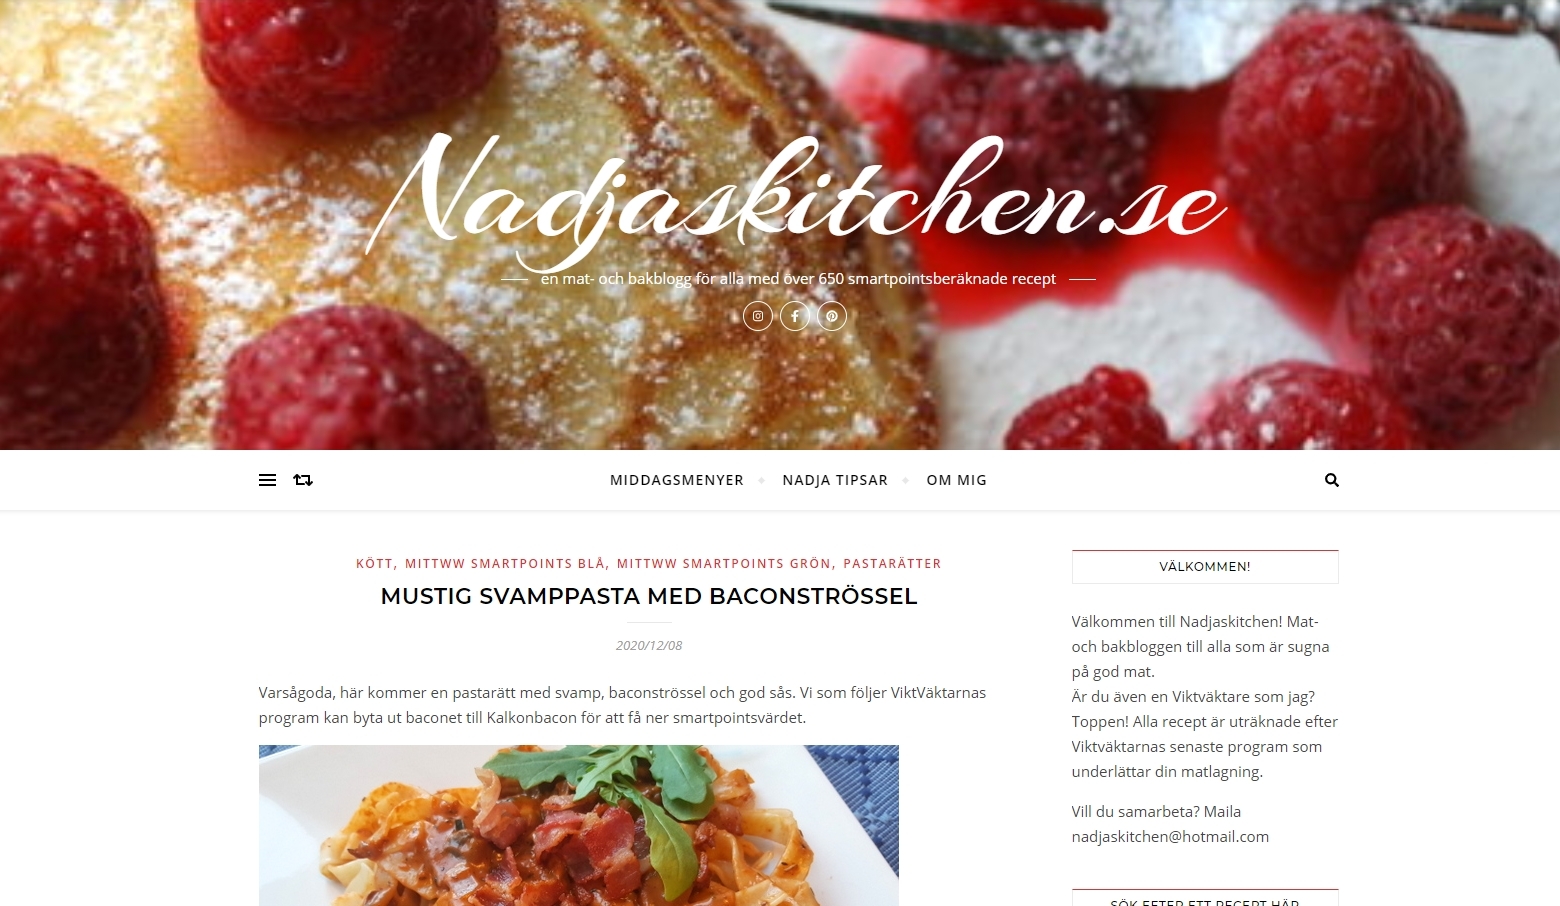 Nadjaskitchen.se
en mat- och bakblogg för alla med över 650 smartpointsberäknade recept
MIDDAGSMENYER
NADJA TIPSAR
OM MIG
KÖTT, MITTWW SMARTPOINTS BLÅ, MITTWW SMARTPOINTS GRÖN, PASTARÄTTER
MUSTIG SVAMPPASTA MED BACONSTRÖSSEL
2020/12/08
Varsågoda, här kommer en pastarätt med svamp, baconströssel och god sås. Vi som följer ViktVäktarnas
program kan byta ut baconet till Kalkonbacon för att få ner smartpointsvärdet.
VÄLKOMMEN!
Välkommen till Nadjaskitchen! Mat-
och bakbloggen till alla som är sugna
på god mat.
Är du även en Viktväktare som jag?
Toppen! Alla recept är uträknade efter
Viktväktarnas senaste program som
underlättar din matlagning.
Vill du samarbeta? Maila
nadjaskitchen@hotmail.com
SÖK EFTER ETT RECEPT HÄR